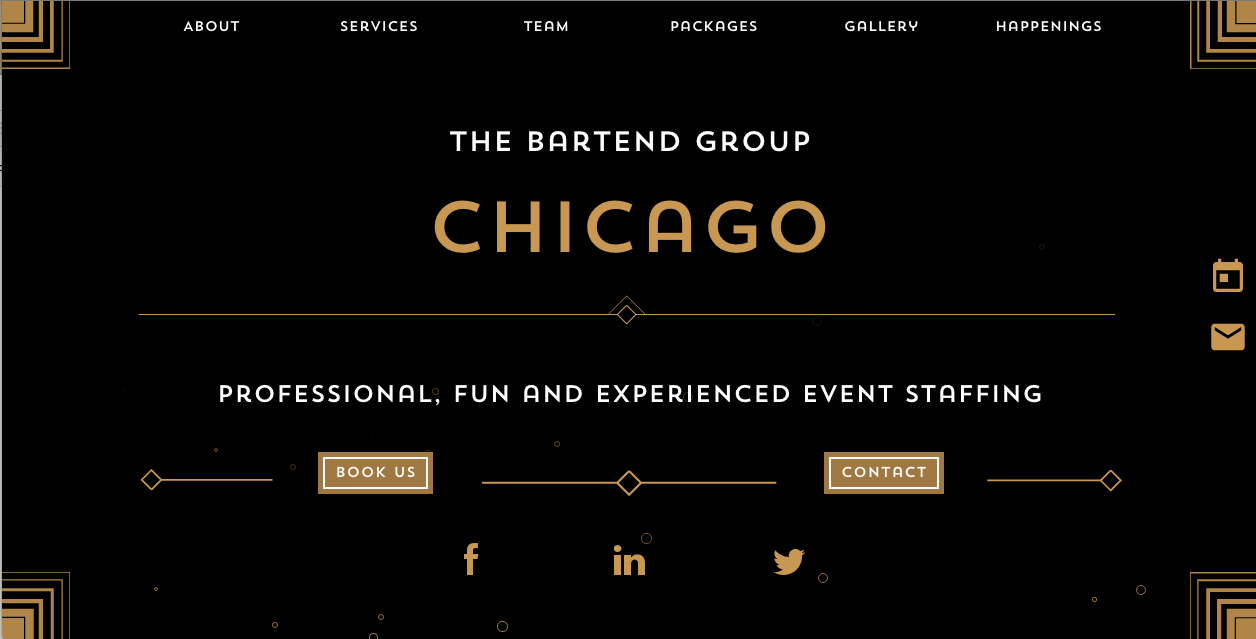 ABOUT SERVICES TEAM PACKAGES GALLERY HAPPENINGS
THE BARTEND GROUP
CHICAGO
PROFESSIONAL, FUN AND EXPERIENCED EVENT STAFFING
BOOK US CONTACT
f in